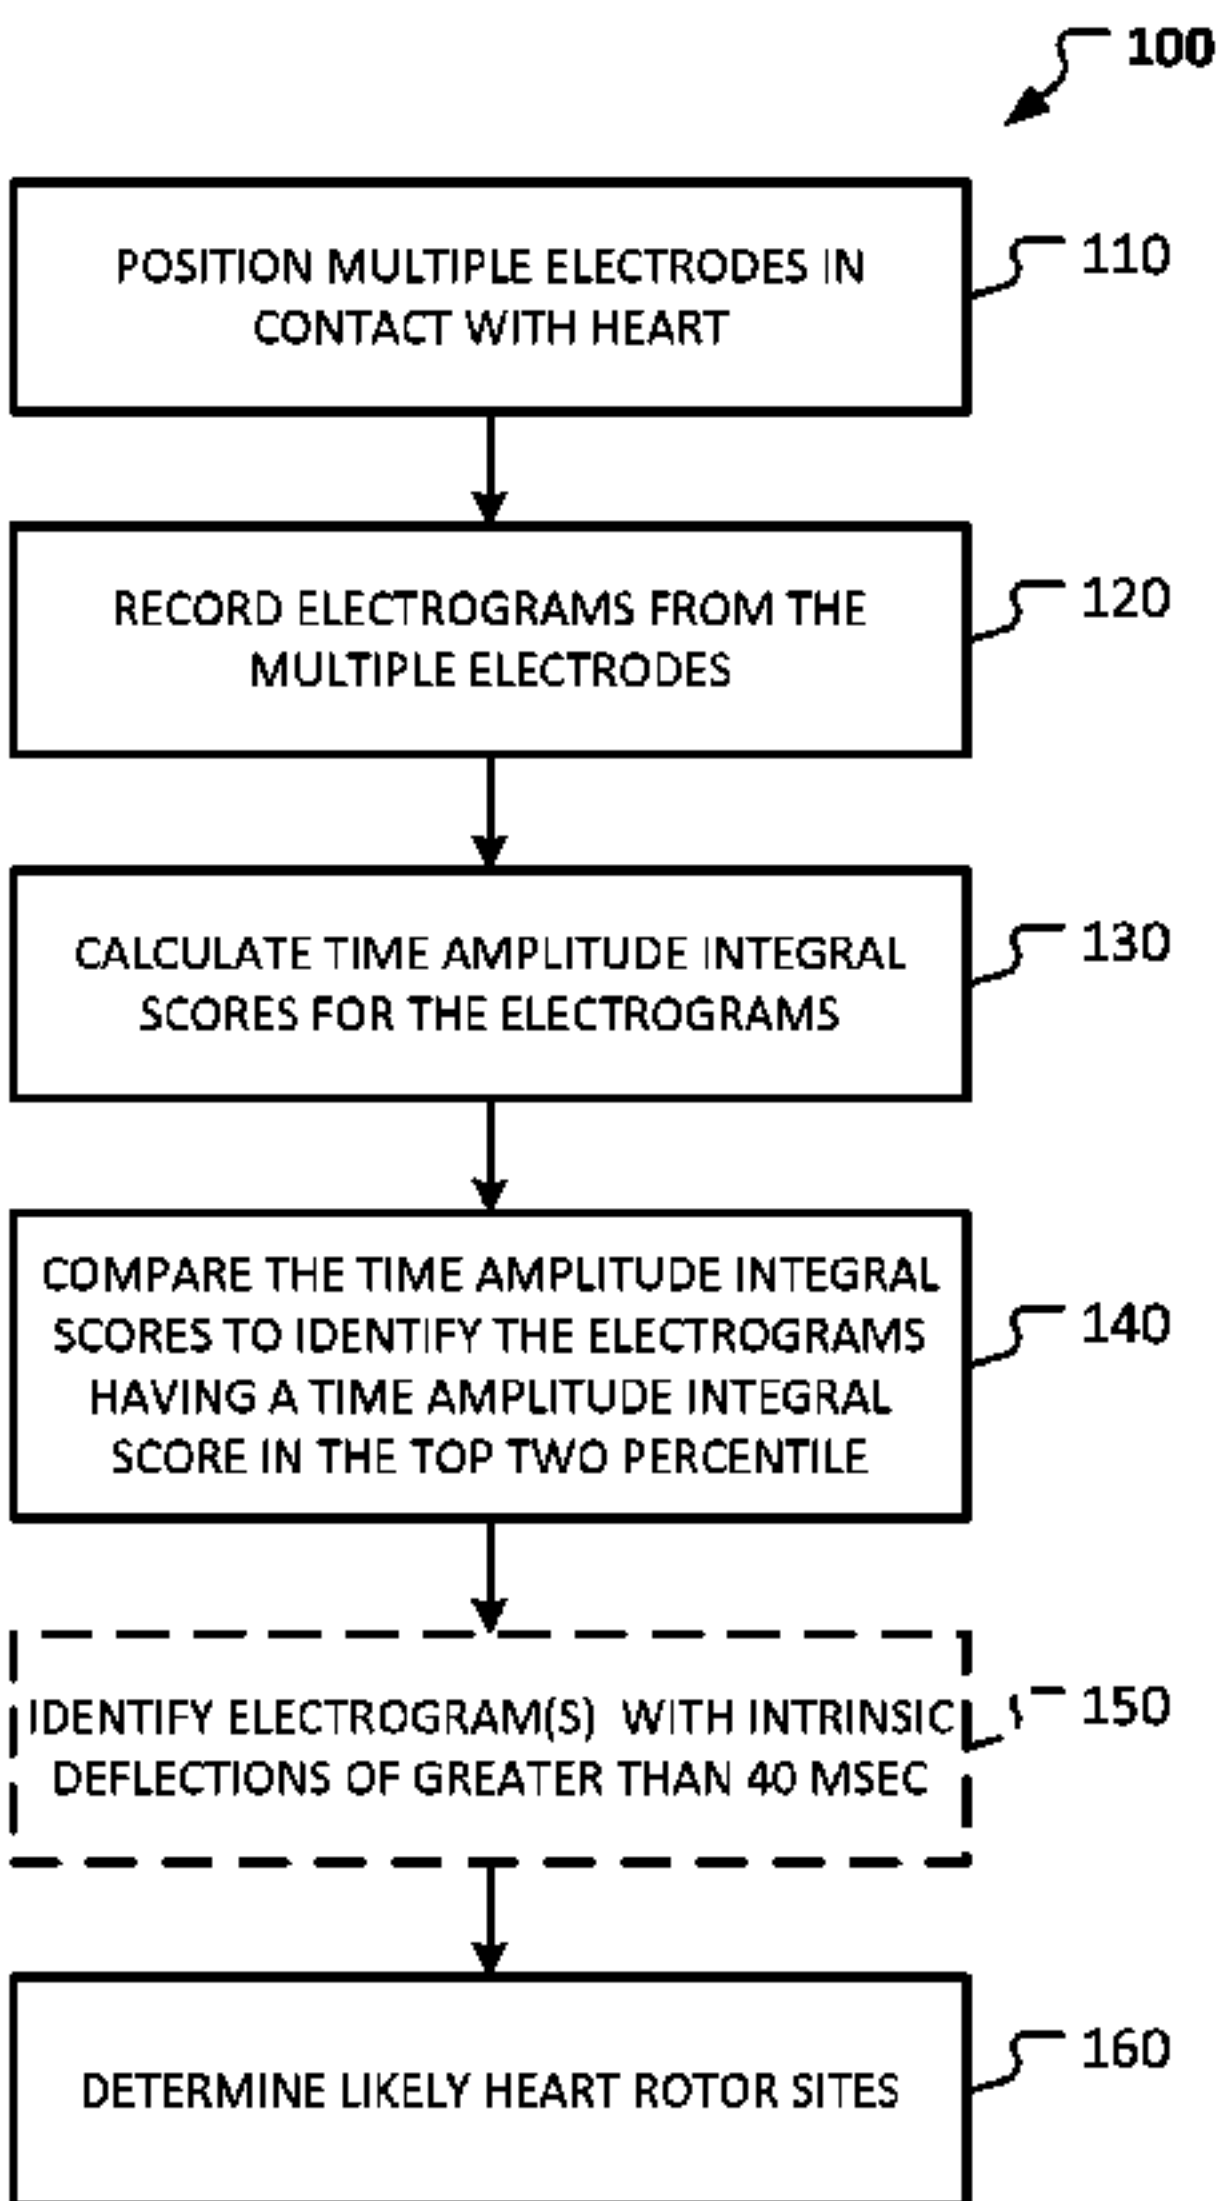 100
POSITION MULTIPLE ELECTRODES IN
CONTACT WITH HEART
110
RECORD ELECTROGRAMS FROM THE
MULTIPLE ELECTRODES
120
CALCULATE TIME AMPLITUDE INTEGRAL
SCORES FOR THE ELECTROGRAMS
130
COMPARE THE TIME AMPLITUDE INTEGRAL
SCORES TO IDENTIFY THE ELECTROGRAMS
HAVING A TIME AMPLITUDE INTEGRAL
SCORE IN THE TOP TWO PERCENTILE
140
IDENTIFY ELECTROGRAM(S) WITH INTRINSIC
DEFLECTIONS OF GREATER THAN 40 MSEC
150
DETERMINE LIKELY HEART ROTOR SITES
160